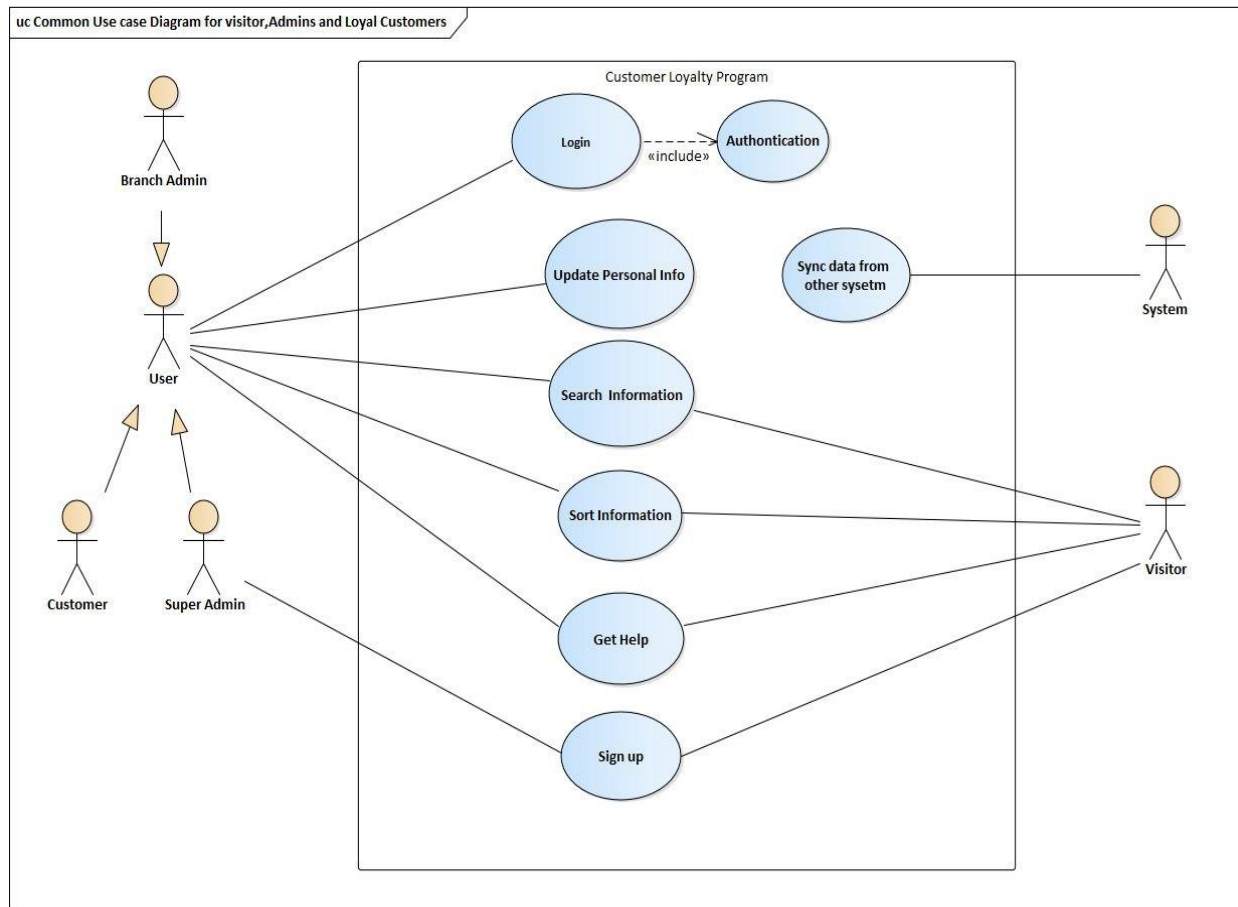 uc Common Use case Diagram for visitor,Admins and Loyal Customers
Customer Loyalty Program
Login
Authontication
«include»
Branch Admin
Update Personal Info
Sync data from
other sysetm
System
User
Search Information
Sort Information
Visitor
Customer
Super Admin
Get Help
Sign up